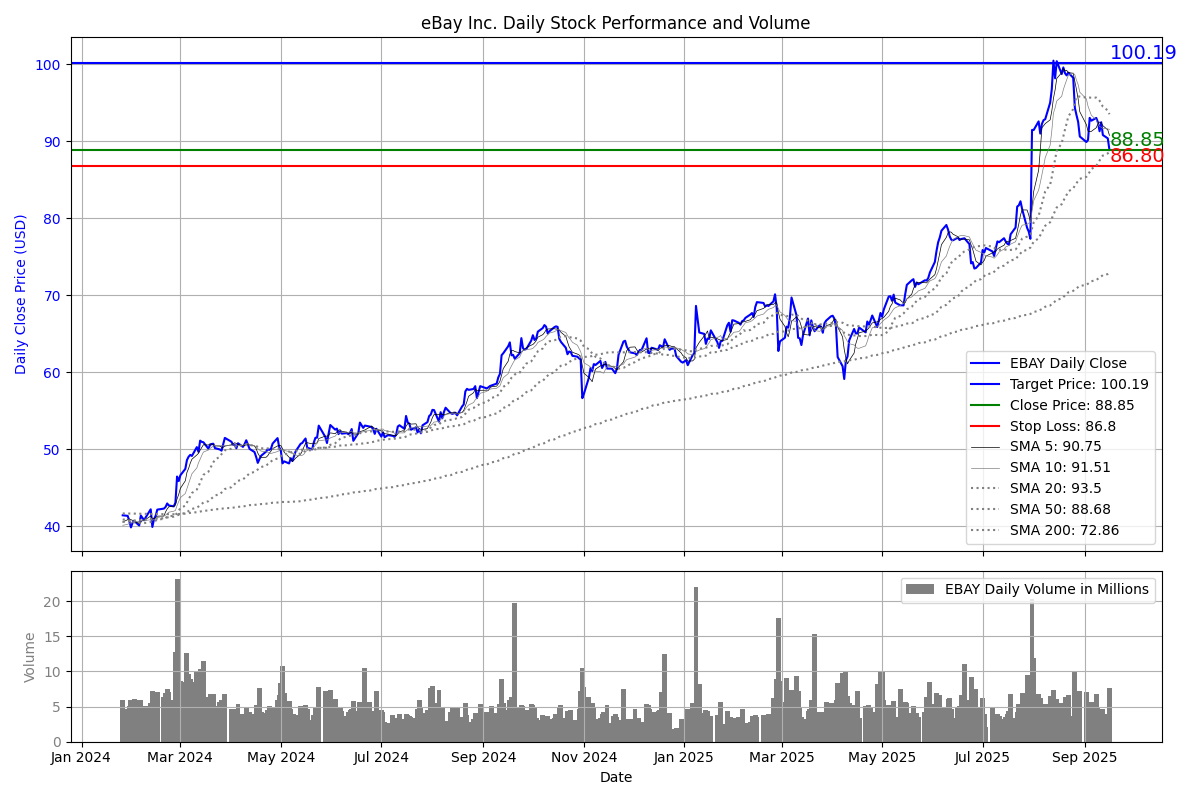 eBay Inc. Daily Stock Performance and Volume
100.19
88.85
86.80
Daily Close Price (USD)
100
90
80
70
60
50
40
EBAY Daily Close
Target Price: 100.19
Close Price: 88.85
Stop Loss: 86.8
SMA 5: 90.75
SMA 10: 91.51
SMA 20: 93.5
SMA 50: 88.68
SMA 200: 72.86
EBAY Daily Volume in Millions
Volume
20
15
10
5
0
Jan 2024 Mar 2024 May 2024 Jul 2024 Sep 2024 Nov 2024 Jan 2025 Mar 2025 May 2025 Jul 2025 Sep 2025
Date